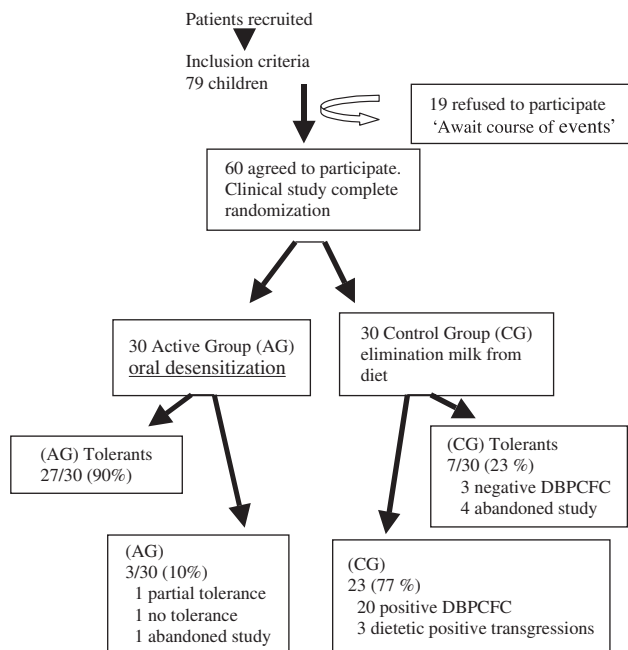 Patients recruited
Inclusion criteria
79 children
19 refused to participate
‘Await course of events’
60 agreed to participate.
Clinical study complete
randomization
30 Active Group (AG)
oral desensitization
30 Control Group (CG)
elimination milk from
diet
(AG) Tolerants
27/30 (90%)
(CG) Tolerants
7/30 (23 %)
3 negative DBPCFC
4 abandoned study
(AG)
3/30 (10%)
1 partial tolerance
1 no tolerance
1 abandoned study
(CG)
23 (77 %)
20 positive DBPCFC
3 dietetic positive transgressions